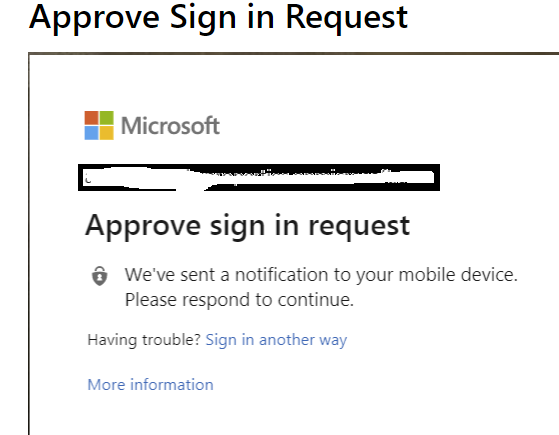 Approve Sign in Request
Microsoft
Approve sign in request
We've sent a notification to your mobile device.
Please respond to continue.
Having trouble? Sign in another way
More information